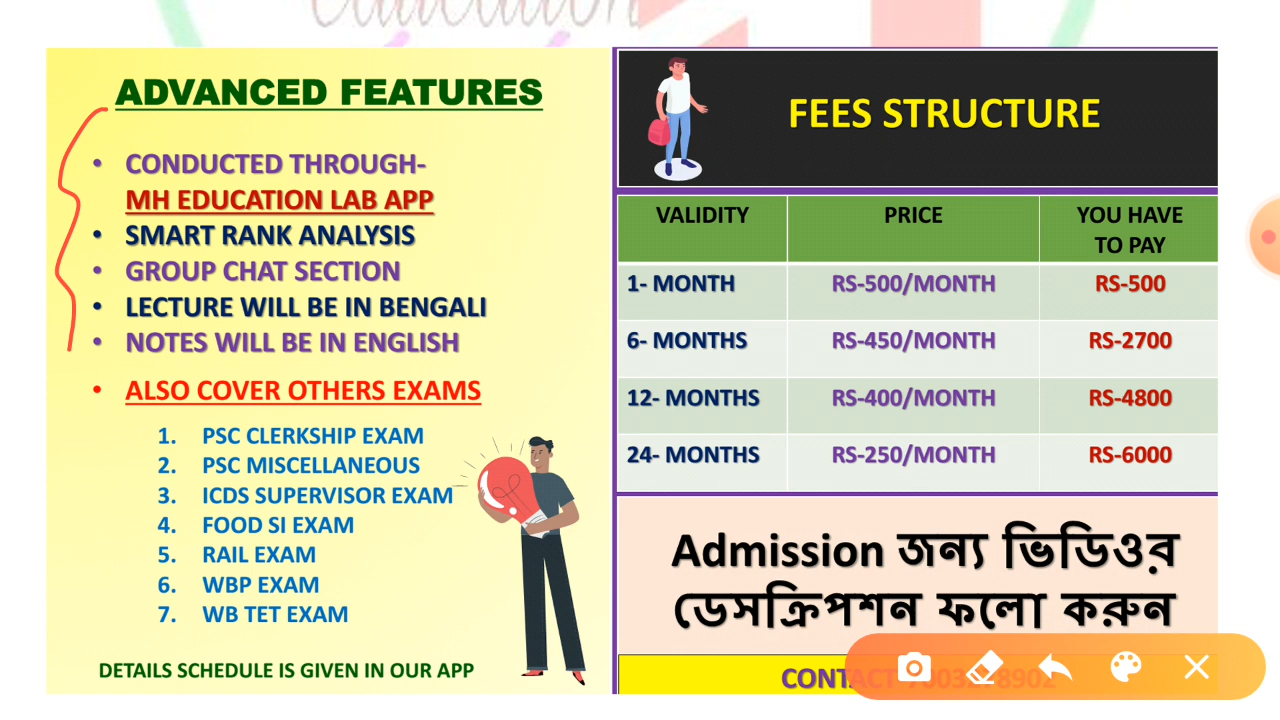 education
ADVANCED FEATURES
• CONDUCTED THROUGH-
MH EDUCATION LAB APP
• SMART RANK ANALYSIS
• GROUP CHAT SECTION
• LECTURE WILL BE IN BENGALI
• NOTES WILL BE IN ENGLISH
• ALSO COVER OTHERS EXAMS
1. PSC CLERKSHIP EXAM
2. PSC MISCELLANEOUS
3. ICDS SUPERVISOR EXAM
4. FOOD SI EXAM
5. RAIL EXAM
6. WBP EXAM
7. WB TET EXAM
DETAILS SCHEDULE IS GIVEN IN OUR APP
FEES STRUCTURE
VALIDITY PRICE YOU HAVE
TO PAY
1- MONTH RS-500/MONTH RS-500
6- MONTHS RS-450/MONTH RS-2700
12- MONTHS RS-400/MONTH RS-4800
24- MONTHS RS-250/MONTH RS-6000
Admission জন্য ভিডিওর
ডেসক্রিপশন ফলো করুন
CONTACT